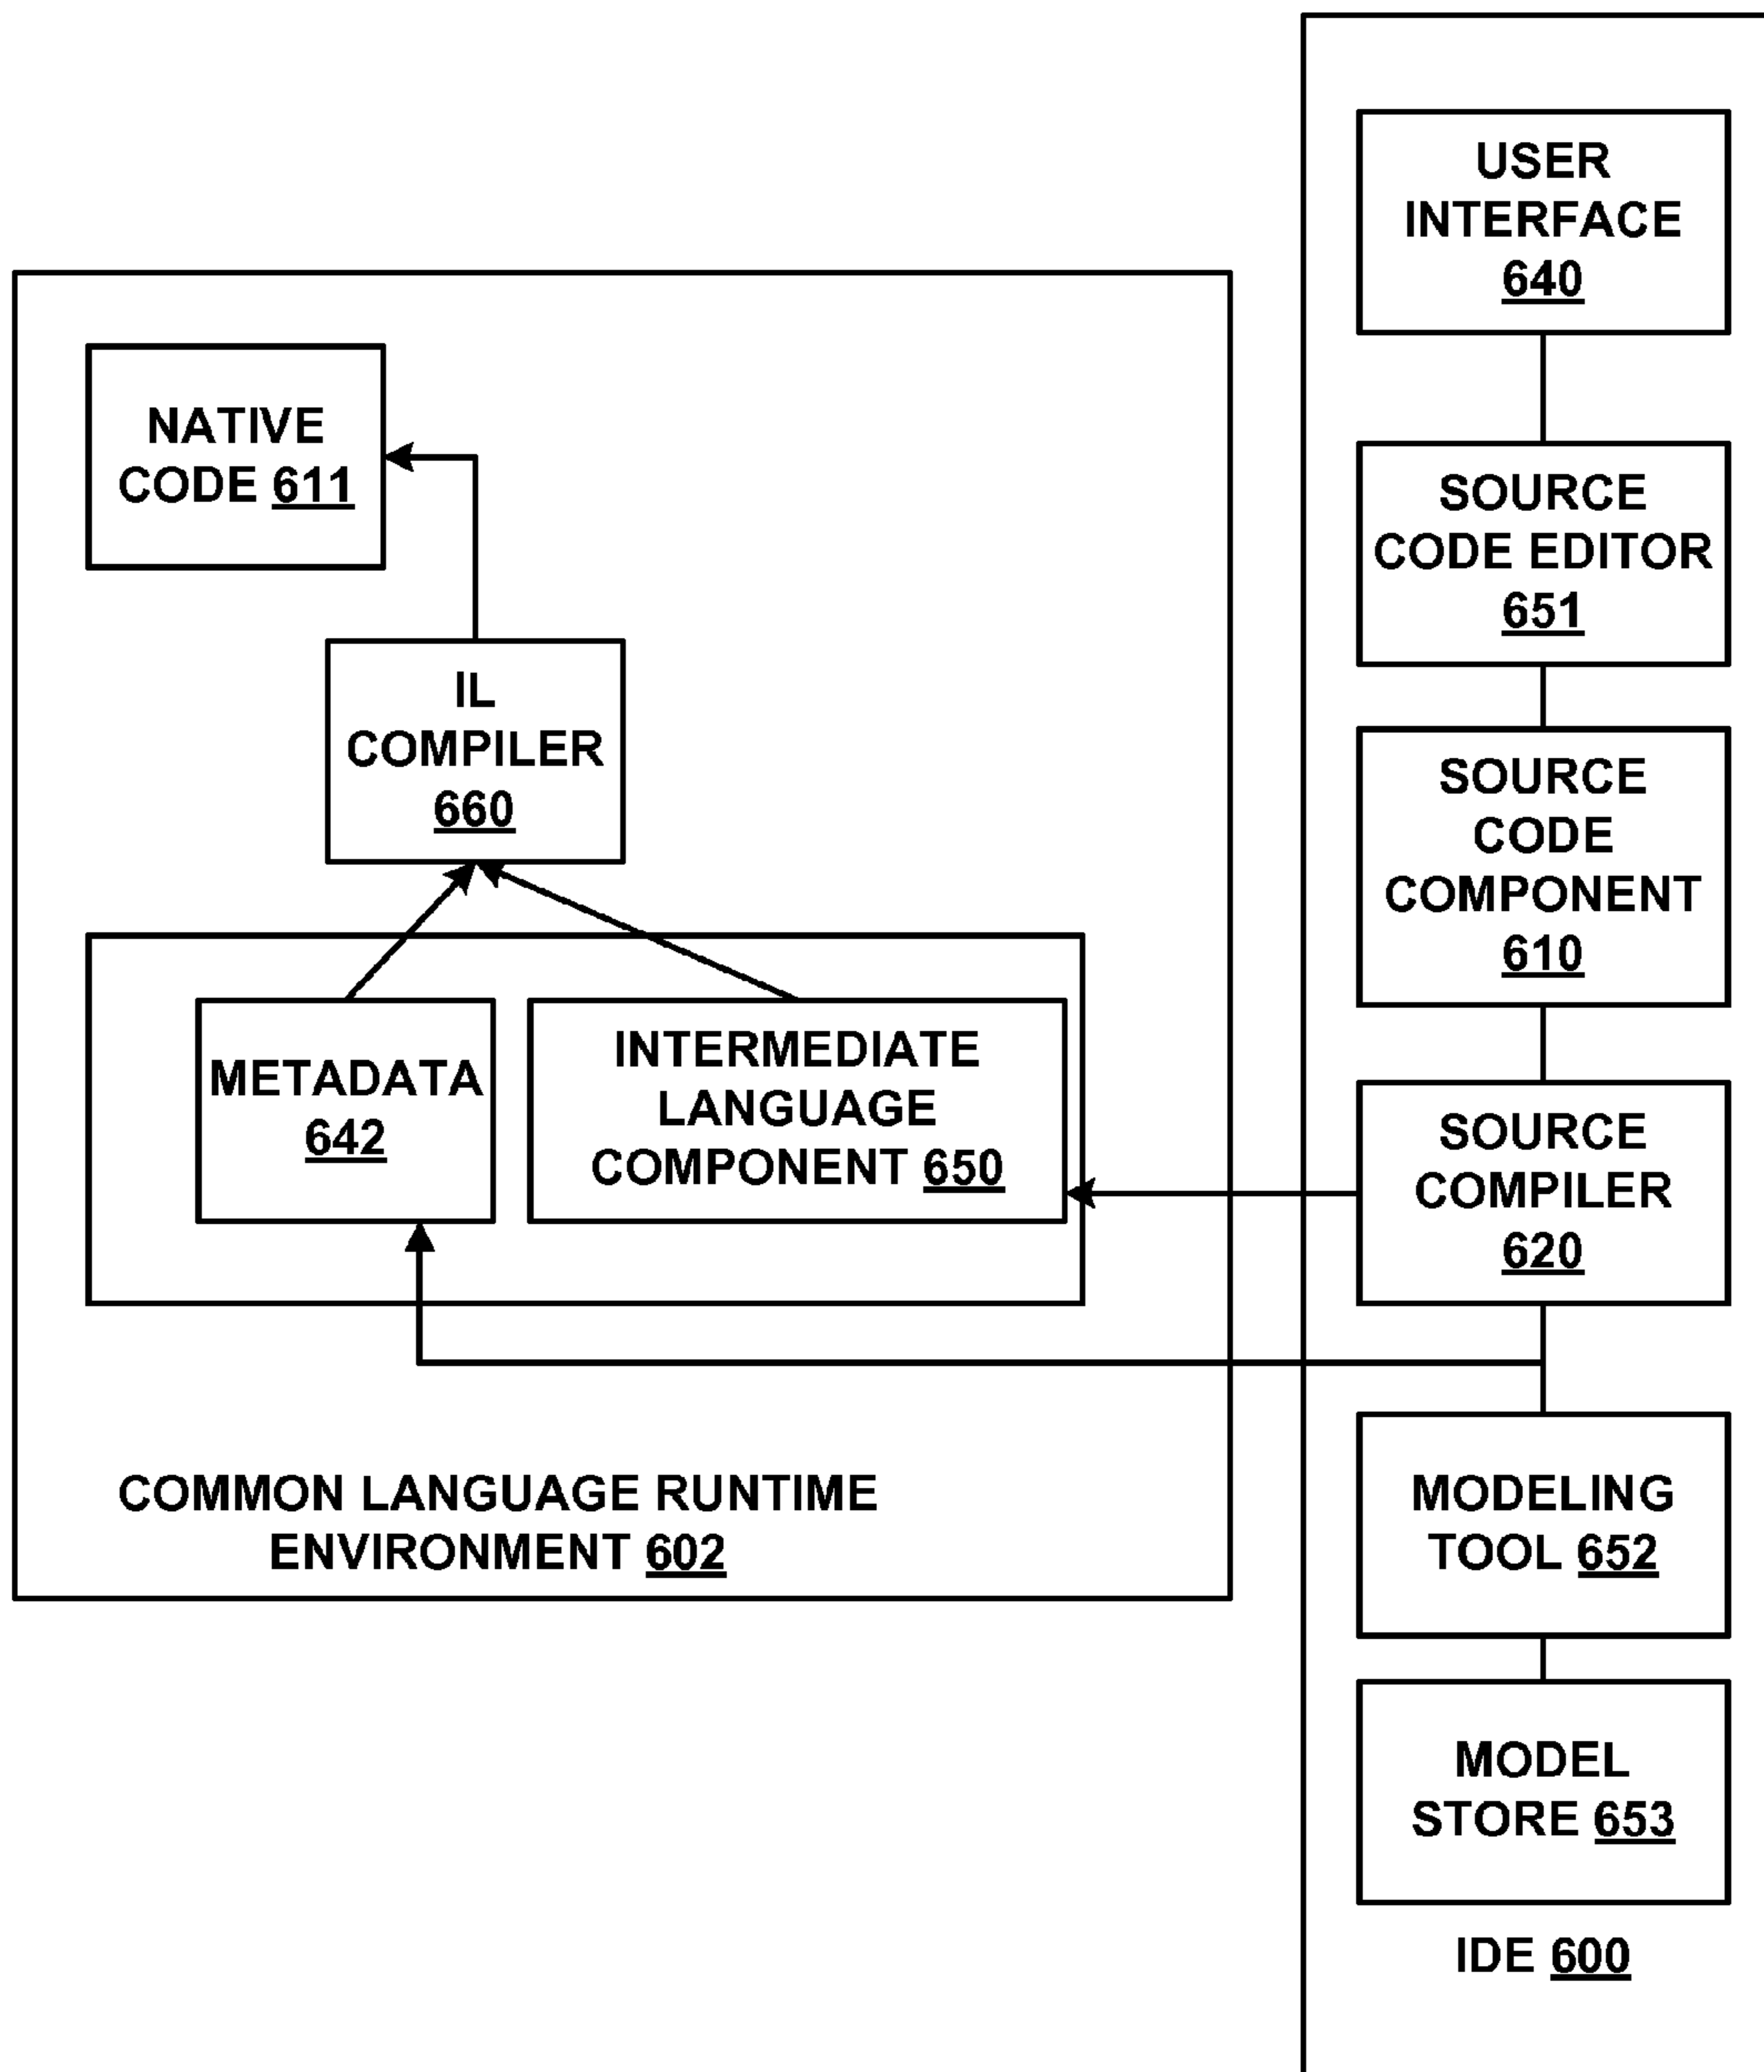 USER
INTERFACE
640
NATIVE
CODE 611
SOURCE
CODE EDITOR
651
IL
COMPILER
660
SOURCE
CODE
COMPONENT
610
METADATA
642
INTERMEDIATE
LANGUAGE
COMPONENT 650
SOURCE
COMPILER
620
COMMON LANGUAGE RUNTIME
ENVIRONMENT 602
MODELING
TOOL 652
MODEL
STORE 653
IDE 600